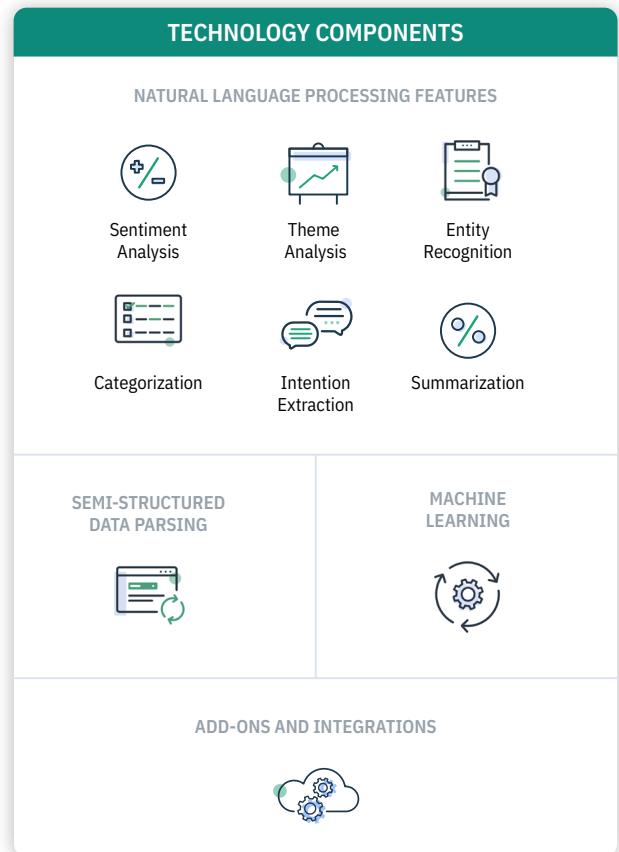 TECHNOLOGY COMPONENTS
NATURAL LANGUAGE PROCESSING FEATURES
Sentiment
Analysis
Theme
Analysis
Entity
Recognition
Categorization
Intention
Extraction
Summarization
SEMI-STRUCTURED
DATA PARSING
MACHINE
LEARNING
ADD-ONS AND INTEGRATIONS